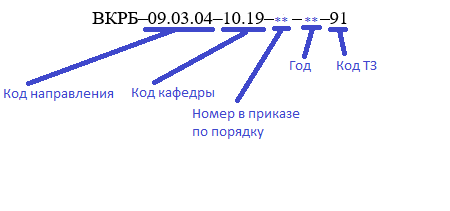 ВКРБ–09.03.04–10.19–**–**–91
Код направления
Код кафедры
Номер в приказе
по порядку
Год
Код ТЗ